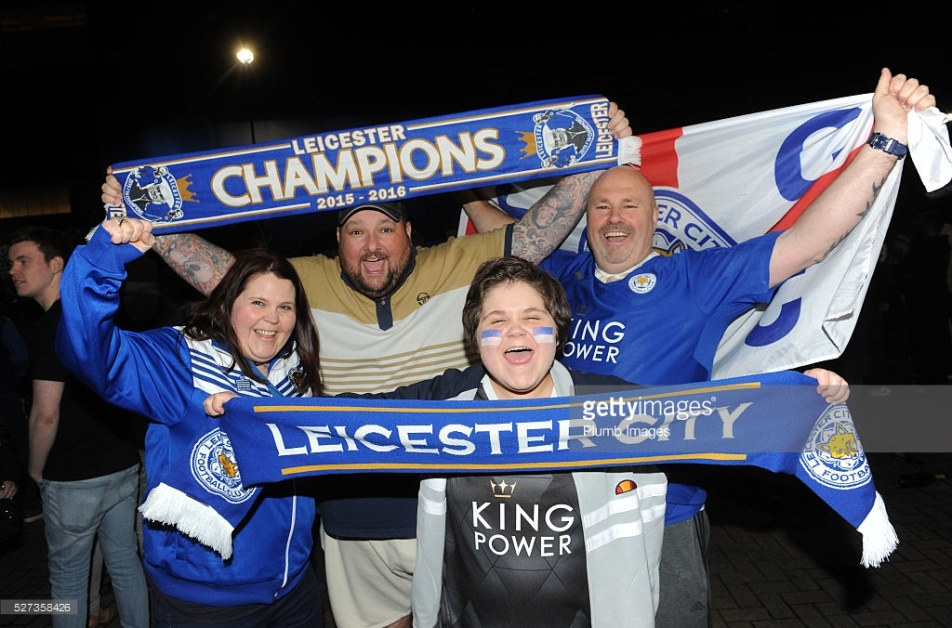 LEICESTER
CHAMPIONS
2015 - 2016
LEICESTER
KING
POWER
LEICESTER CITY
gettyimages
Plumb Images
KING
POWER
527358426